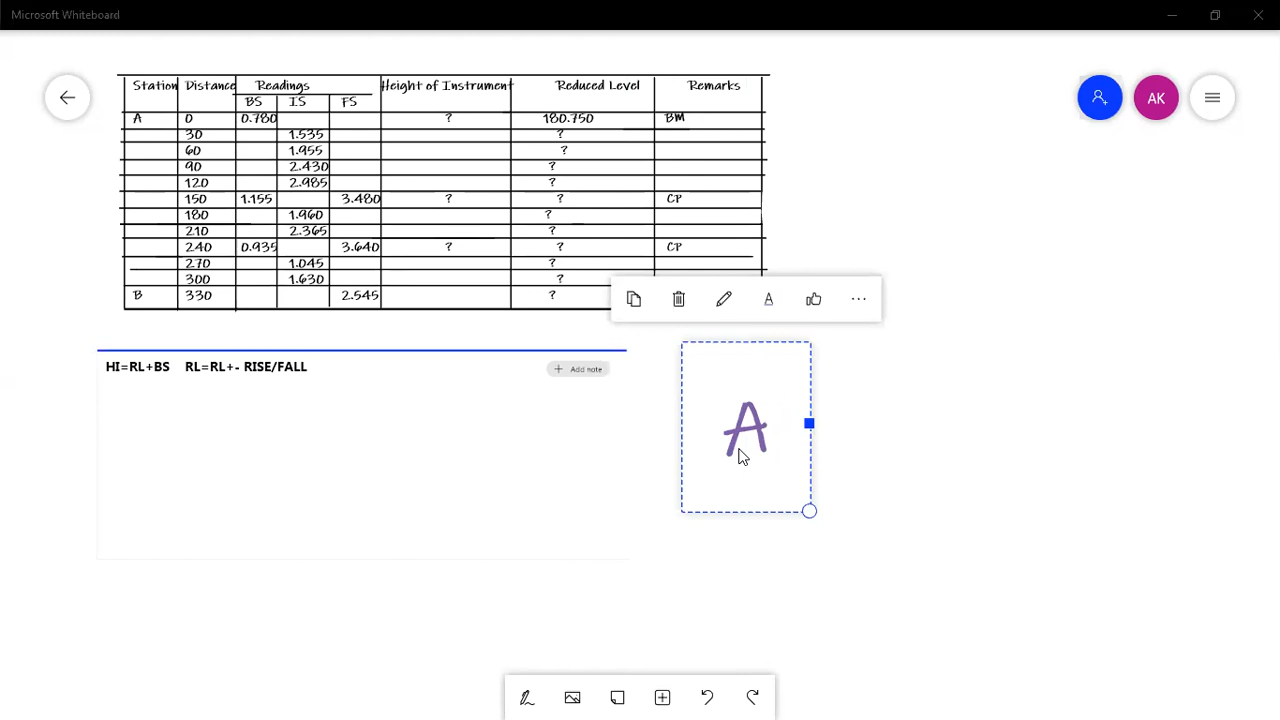 Microsoft Whiteboard
Station Distance Readings Height of Instrument Reduced Level Remarks
BS IS FS
A 0 0.780 ? 180.750 BM
30 1.535 ?
60 1.955 ?
90 2.430 ?
120 2.985 ?
150 1.155 3.480 ? ? CP
180 1.960 ?
210 2.365 ?
240 0.935 3.640 ? ? CP
270 1.045 ?
300 1.630 ?
B 330 2.545 ?
HI=RL+BS RL=RL+- RISE/FALL
Add note
A
AK